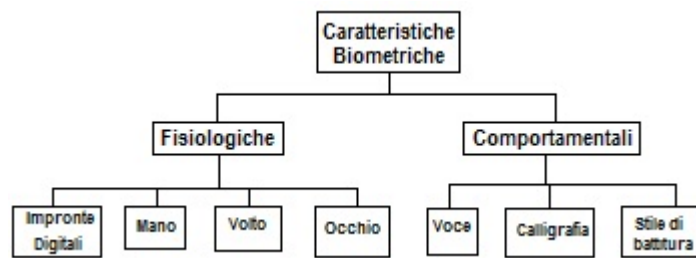 Caratteristiche
Biometriche
Fisiologiche
Comportamentali
Impronte
Digitali
Mano
Volto
Occhio
Voce
Calligrafia
Stile di
battitura